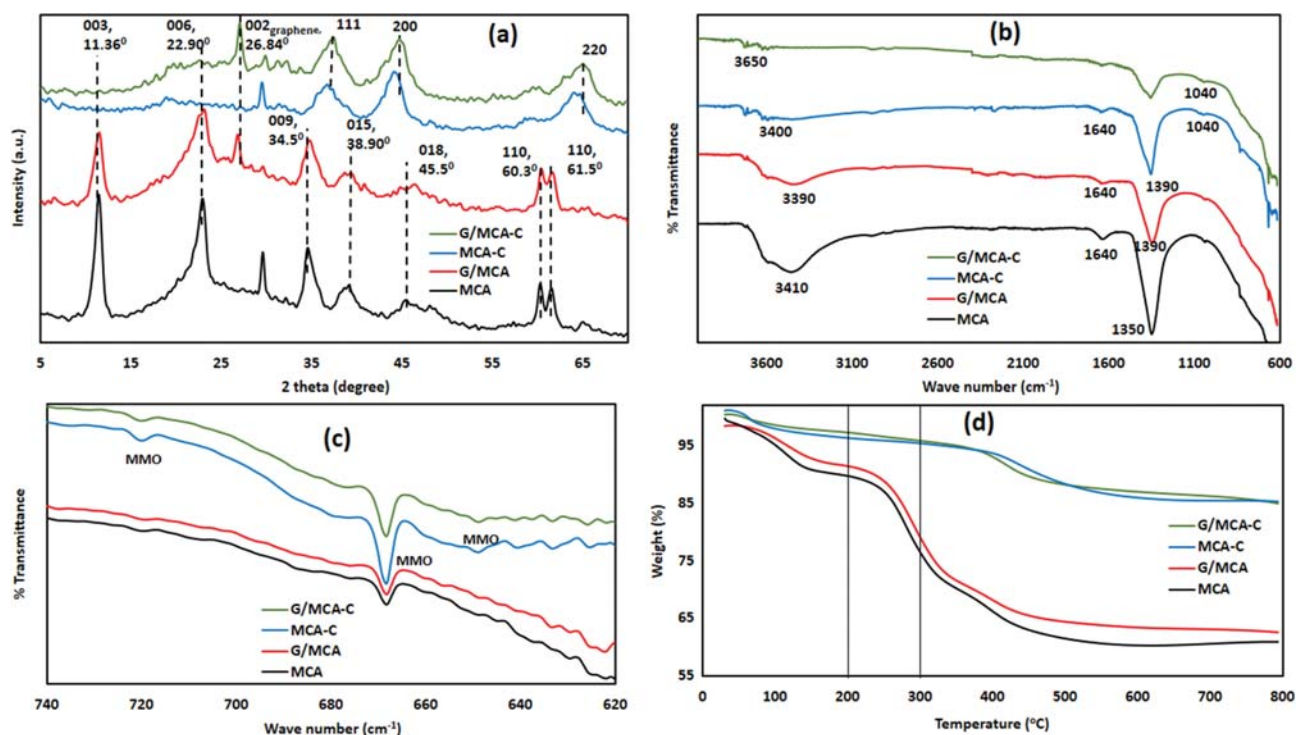 003,
11.36⁰
006,
22.90⁰
002graphene,
26.84⁰
111
200
(a)
220
009,
34.5⁰
015,
38.90⁰
018,
45.5⁰
110,
60.3⁰
110,
61.5⁰
G/MCA-C
MCA-C
G/MCA
MCA
Intensity (a.u.)
5 15 25 35 45 55 65
2 theta (degree)
(b)
3650
1040
3400
1640
1040
3390
1640
1390
3410
1640
1390
1350
G/MCA-C
MCA-C
G/MCA
MCA
% Transmittance
3600 3100 2600 2100 1600 1100 600
Wave number (cm⁻¹)
(c)
MMO
MMO
MMO
G/MCA-C
MCA-C
G/MCA
MCA
% Transmittance
740 720 700 680 660 640 620
Wave number (cm⁻¹)
(d)
95
85
75
65
55
G/MCA-C
MCA-C
G/MCA
MCA
Weight (%)
0 100 200 300 400 500 600 700 800
Temperature (°C)